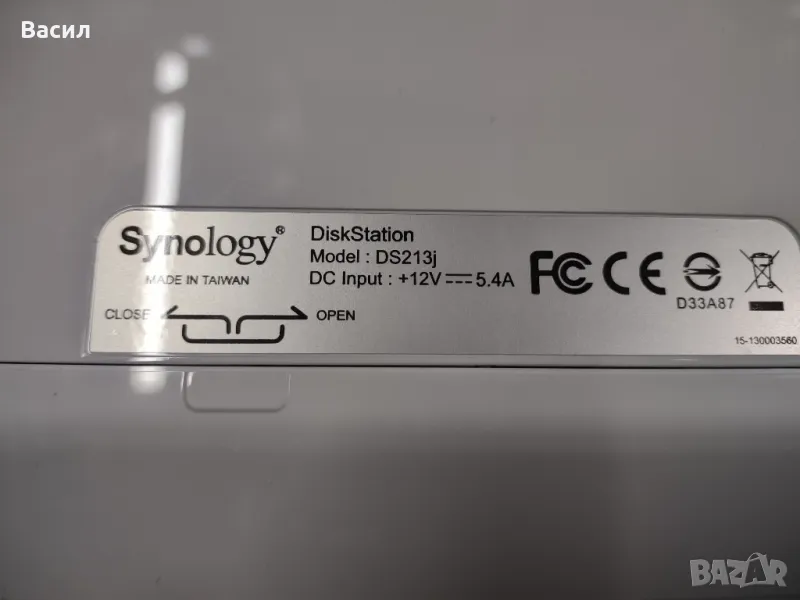 Васил
Synology®
MADE IN TAIWAN
DiskStation
Model : DS213j
DC Input : +12V 5.4A
CLOSE OPEN
FC CE
D33A87
15-130003560
BAZAR